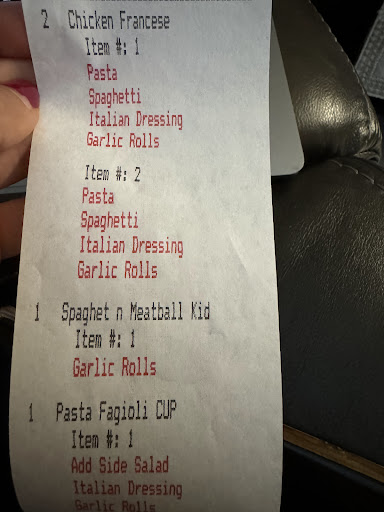 2 Chicken Francese
Item #: 1
Pasta
Spaghetti
Italian Dressing
Garlic Rolls
Item #: 2
Pasta
Spaghetti
Italian Dressing
Garlic Rolls
1 Spaghet n Meatball Kid
Item #: 1
Garlic Rolls
1 Pasta Fagioli CUP
Item #: 1
Add Side Salad
Italian Dressing
Garlic Rolls